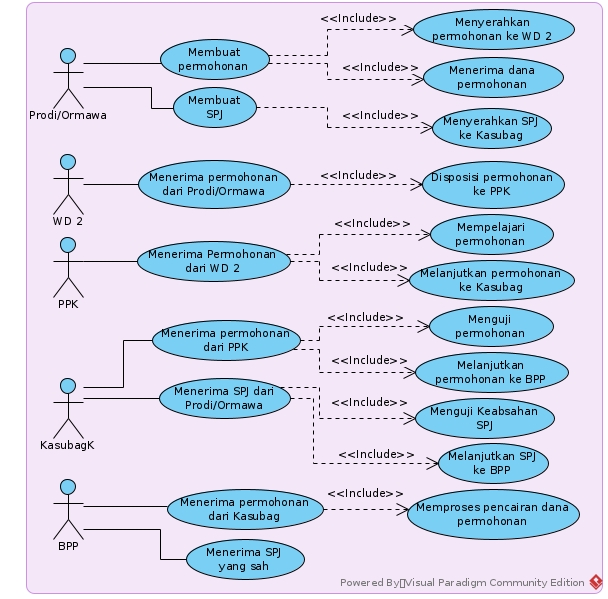 <<Include>>
Menyerahkan
permohonan ke WD 2
Membuat
permohonan
<<Include>>
Menerima dana
permohonan
Prodi/Ormawa
Membuat
SPJ
<<Include>>
Menyerahkan SPJ
ke Kasubag
WD 2
Menerima permohonan
dari Prodi/Ormawa
<<Include>>
Disposisi permohonan
ke PPK
PPK
Menerima Permohonan
dari WD 2
<<Include>>
Mempelajari
permohonan
<<Include>>
Melanjutkan permohonan
ke Kasubag
Menerima permohonan
dari PPK
<<Include>>
Menguji
permohonan
<<Include>>
Melanjutkan
permohonan ke BPP
KasubagK
Menerima SPJ dari
Prodi/Ormawa
<<Include>>
Menguji Keabsahan
SPJ
<<Include>>
Melanjutkan SPJ
ke BPP
BPP
Menerima permohonan
dari Kasubag
<<Include>>
Memproses pencairan dana
permohonan
Menerima SPJ
yang sah
Powered By▯Visual Paradigm Community Edition